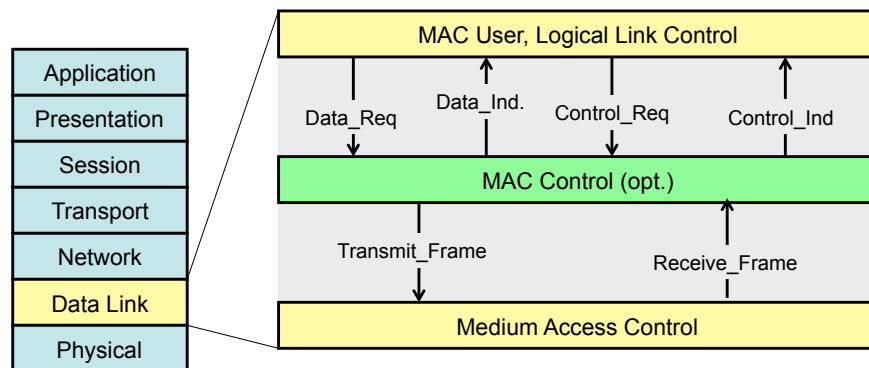 Application
Presentation
Session
Transport
Network
Data Link
Physical
MAC User, Logical Link Control
Data_Req
Data_Ind.
Control_Req
Control_Ind
MAC Control (opt.)
Transmit_Frame
Receive_Frame
Medium Access Control